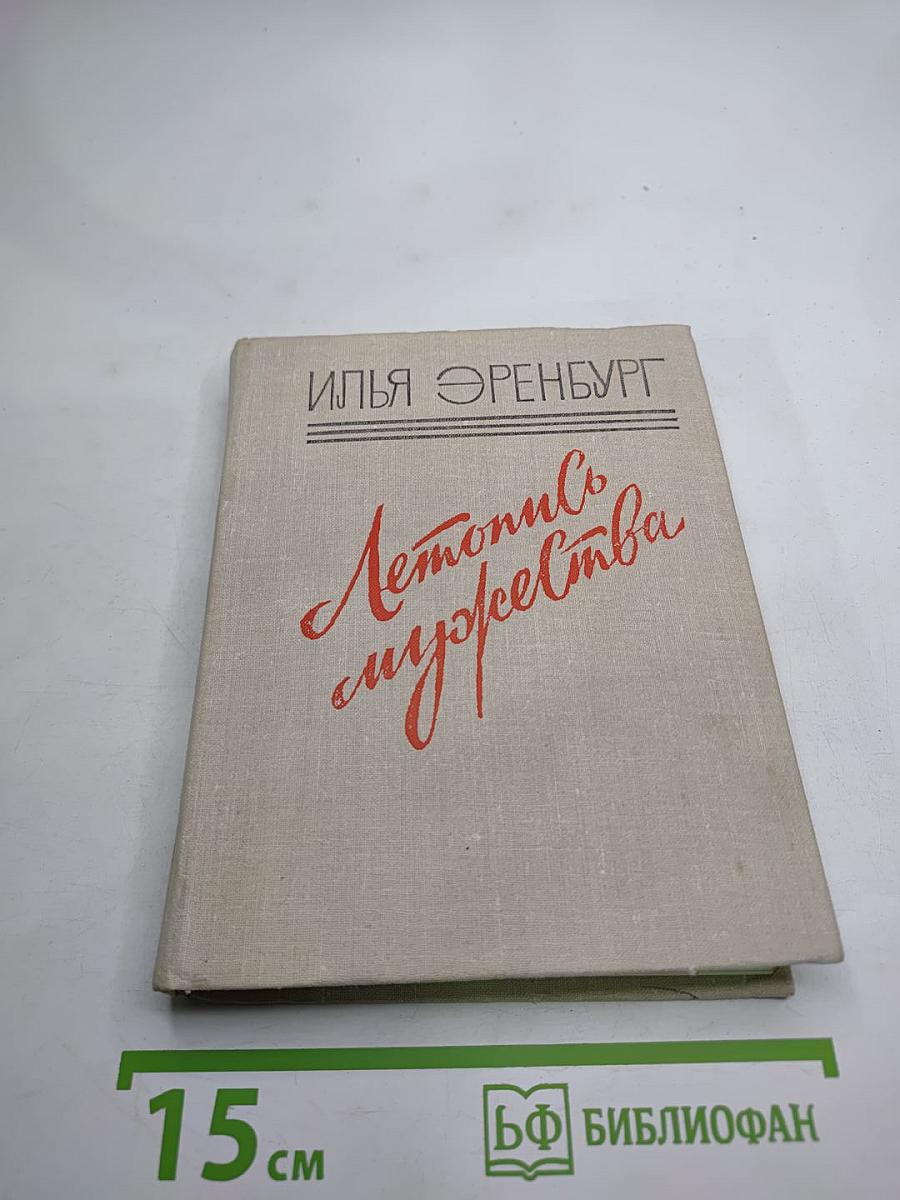 ИЛЬЯ ЭРЕНБУРГ
Летопись
мужества
15 см
БФ БИБЛИОФАН